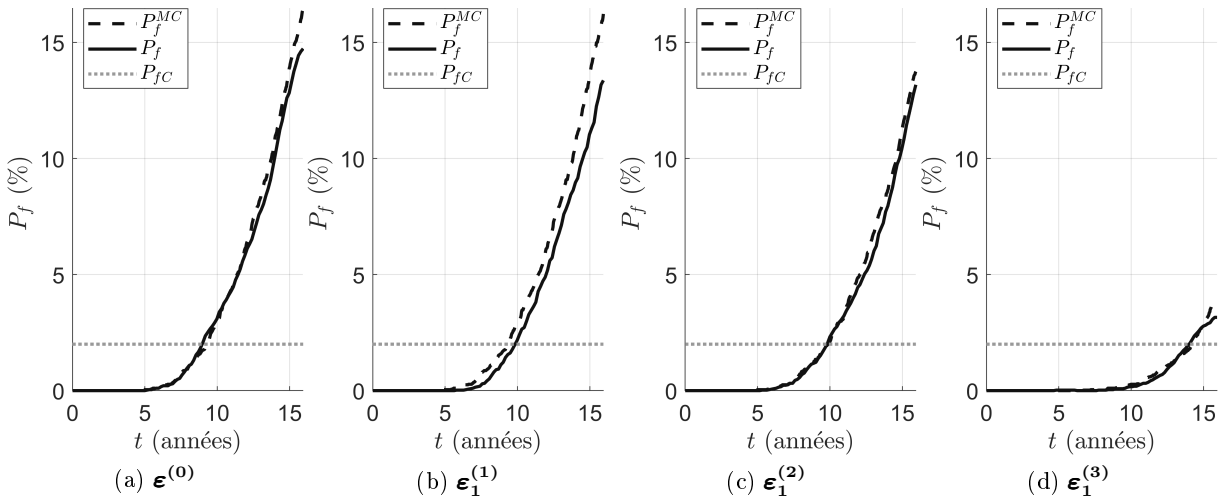 P_f^{MC}
P_f
P_{fC}
15
10
5
0
P_f (%)
0 5 10 15
t (années)
(a) ε^{(0)}
P_f^{MC}
P_f
P_{fC}
15
10
5
0
P_f (%)
0 5 10 15
t (années)
(b) ε_1^{(1)}
P_f^{MC}
P_f
P_{fC}
15
10
5
0
P_f (%)
0 5 10 15
t (années)
(c) ε_1^{(2)}
P_f^{MC}
P_f
P_{fC}
15
10
5
0
P_f (%)
0 5 10 15
t (années)
(d) ε_1^{(3)}